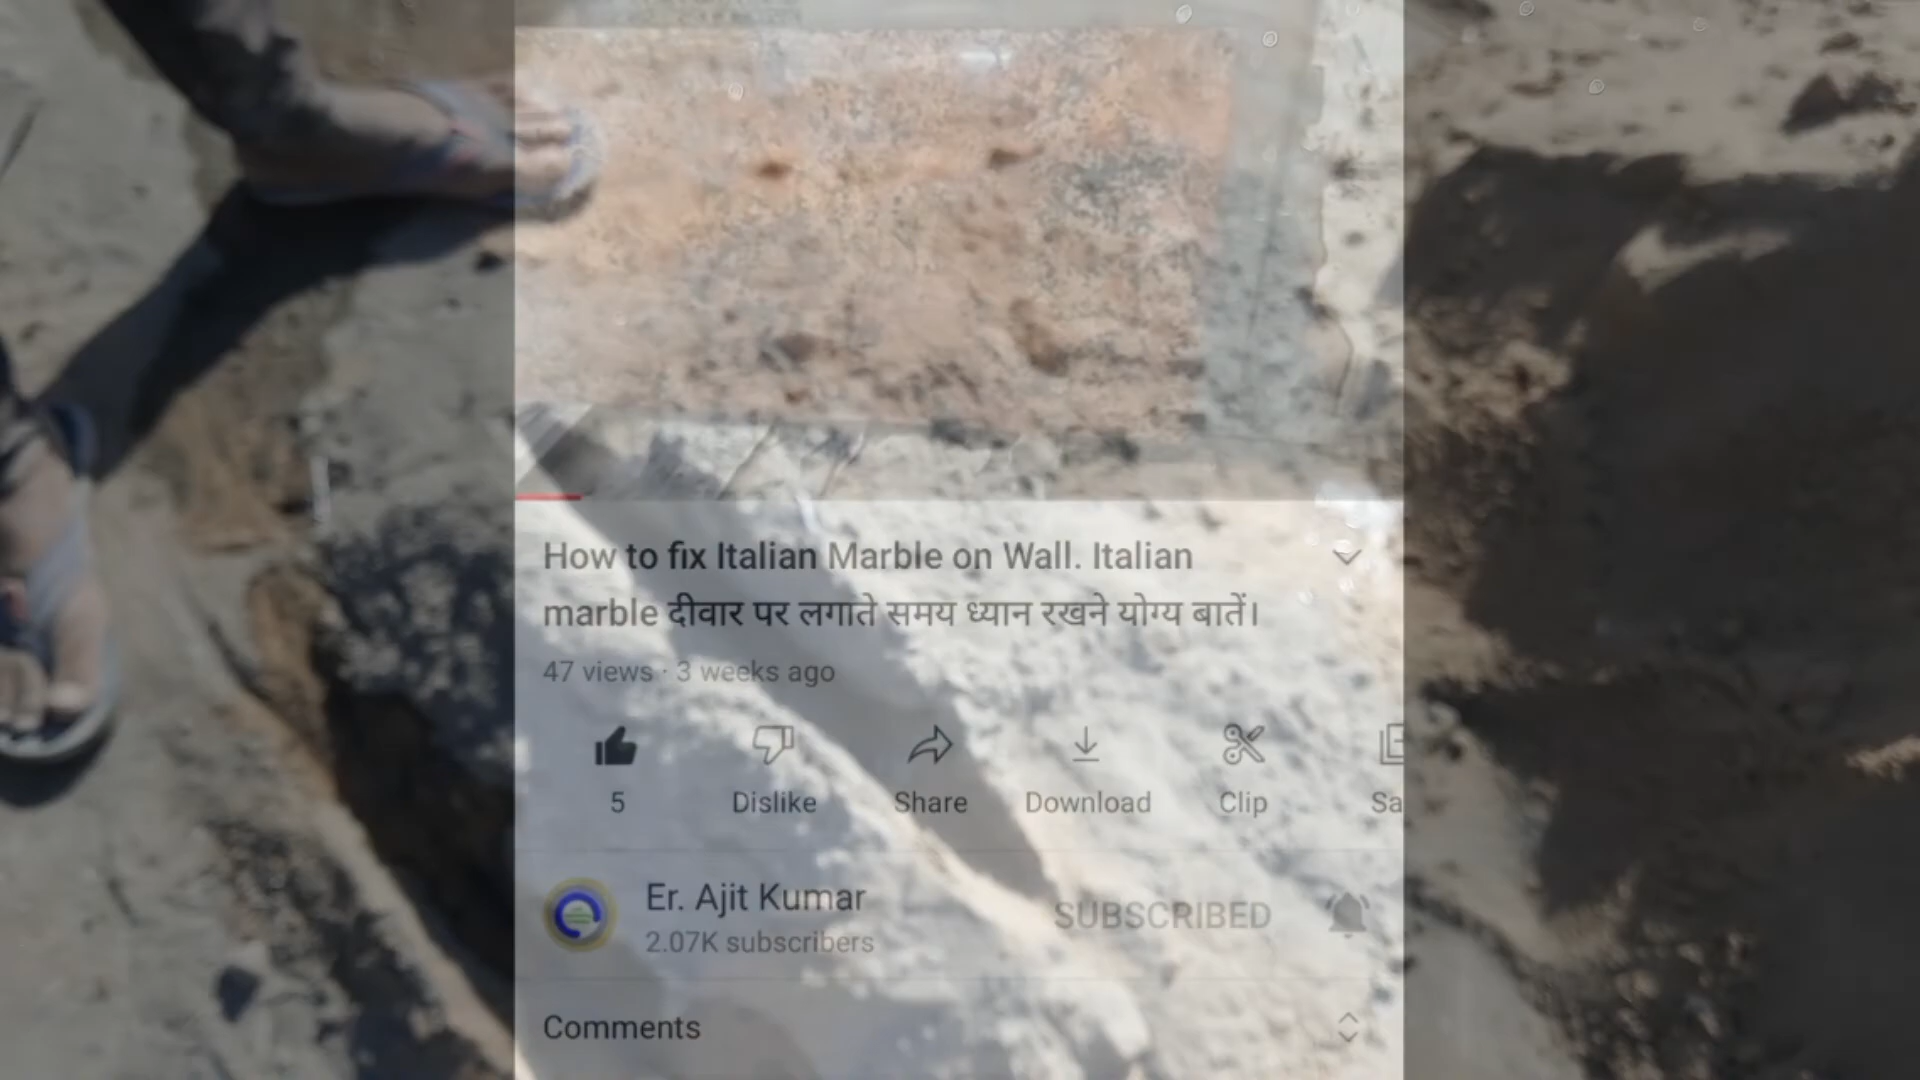 How to fix Italian Marble on Wall. Italian
marble दीवार पर लगाते समय ध्यान रखने योग्य बातें।
47 views · 3 weeks ago
5 Dislike Share Download Clip Sa
Er. Ajit Kumar SUBSCRIBED
2.07K subscribers
Comments